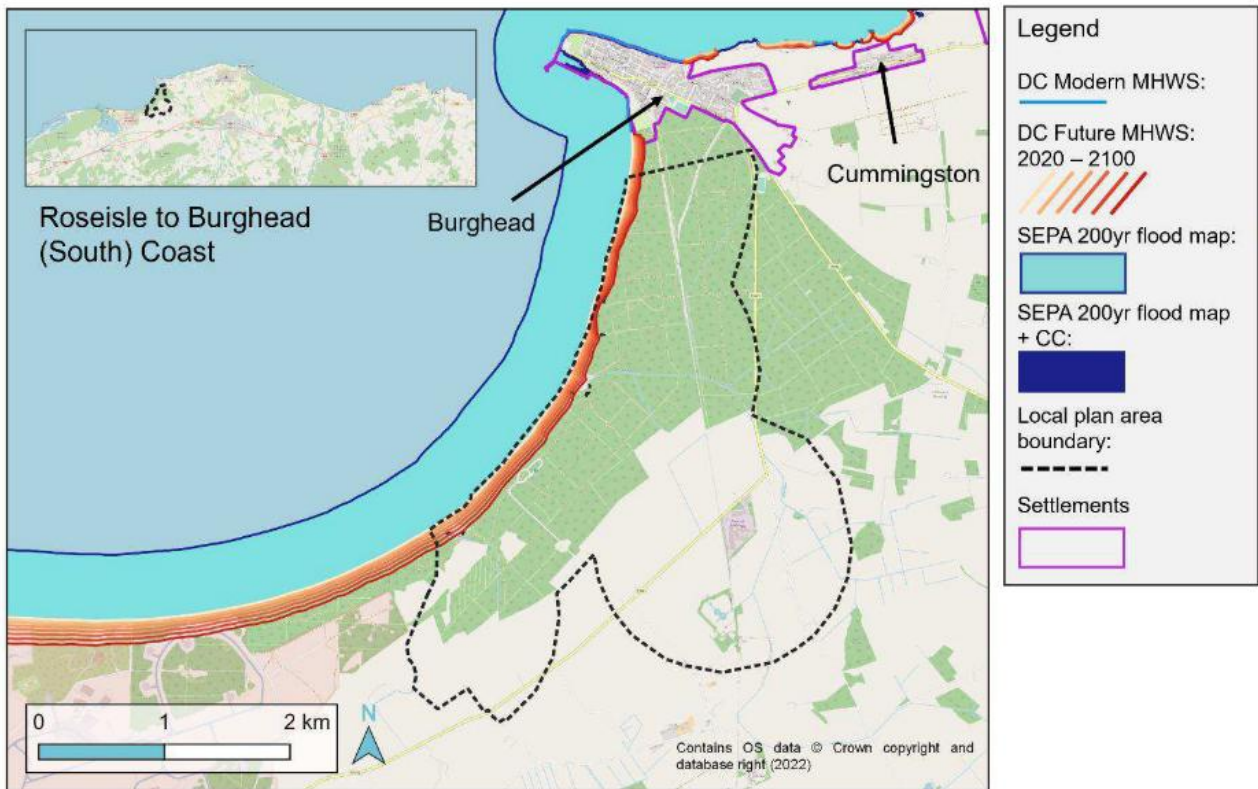 Roseisle to Burghead
(South) Coast
Burghead
Cummingston
0 1 2 km
N
Contains OS data © Crown copyright and
database right (2022)
Legend
DC Modern MHWS:
DC Future MHWS:
2020 – 2100
SEPA 200yr flood map:
SEPA 200yr flood map
+ CC:
Local plan area
boundary:
Settlements